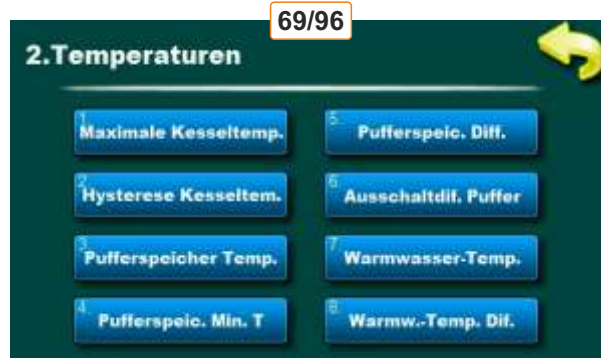 69/96
2.Temperaturen
1
Maximale Kesseltemp.
2
Hysterese Kesseltem.
3
Pufferspeicher Temp.
4
Pufferspeic. Min. T
5
Pufferspeic. Diff.
6
Ausschaltdif. Puffer
7
Warmwasser-Temp.
8
Warmw.-Temp. Dif.